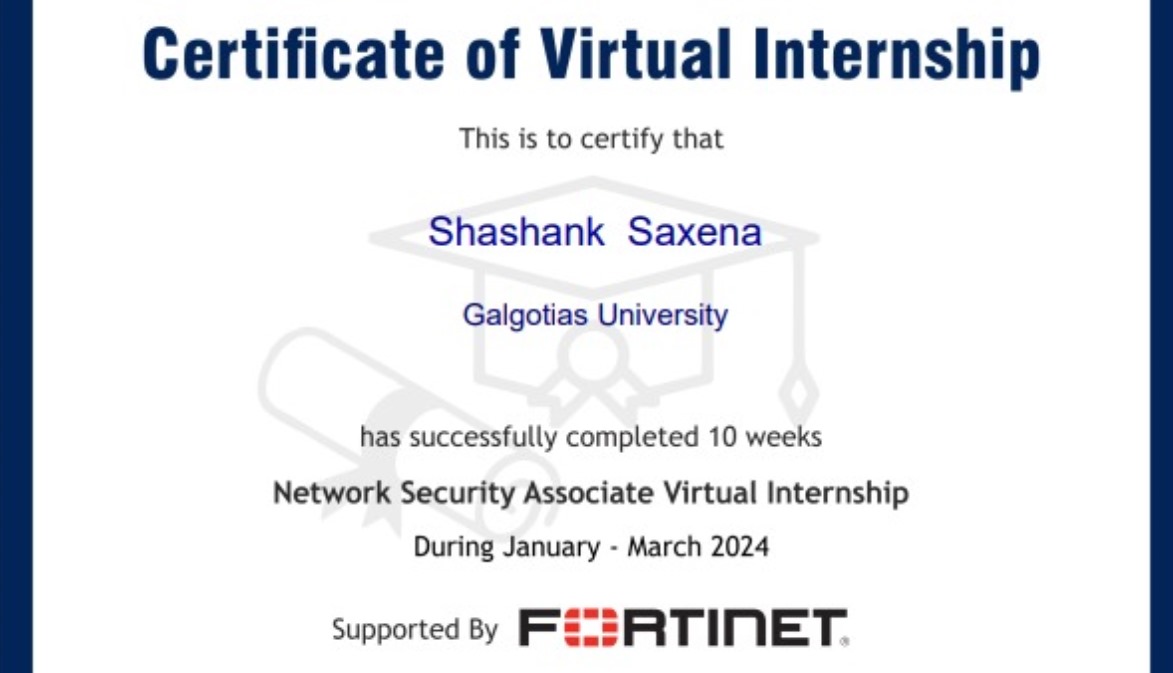 Certificate of Virtual Internship
This is to certify that
Shashank Saxena
Galgotias University
has successfully completed 10 weeks
Network Security Associate Virtual Internship
During January - March 2024
Supported By FORTINET®